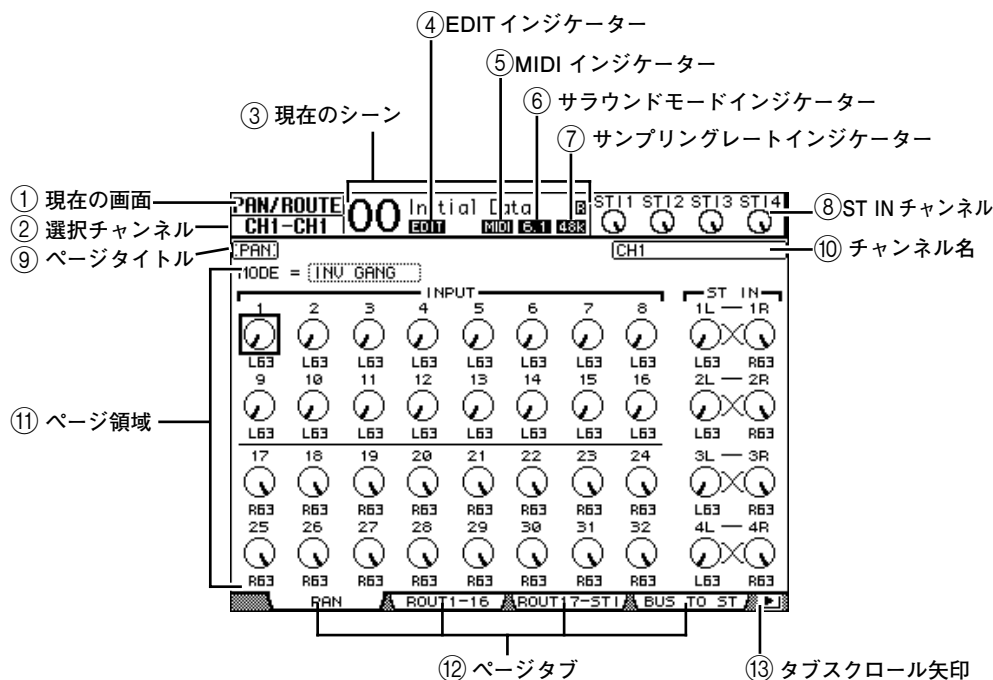 ④EDITインジケーター
⑤MIDI インジケーター
⑥ サラウンドモードインジケーター
③ 現在のシーン
⑦ サンプリングレートインジケーター
① 現在の画面
PAN/ROUTE
00
Initial Data
R
STI1 STI2 STI3 STI4
⑧ST INチャンネル
② 選択チャンネル
CH1-CH1
EDIT
MIDI 6.1 48k
⑨ ページタイトル
PAN
CH1
⑩ チャンネル名
MODE = INV GANG
INPUT
ST IN
1 2 3 4 5 6 7 8 1L 1R
L63 L63 L63 L63 L63 L63 L63 L63 L63 R63
9 10 11 12 13 14 15 16 2L 2R
L63 L63 L63 L63 L63 L63 L63 L63 L63 R63
⑪ ページ領域
17 18 19 20 21 22 23 24 3L 3R
R63 R63 R63 R63 R63 R63 R63 R63 L63 R63
25 26 27 28 29 30 31 32 4L 4R
R63 R63 R63 R63 R63 R63 R63 R63 L63 R63
PAN ROUT1-16 ROUT17-STI BUS TO ST
⑫ ページタブ
⑬ タブスクロール矢印